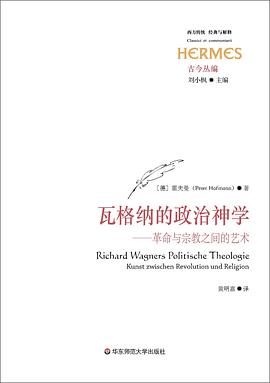 西方传统 经典与解释
Classici et commentarii
HERMES
古今丛编
刘小枫 ● 主编
［德］霍夫曼（Peter Hofmann）● 著
瓦格纳的政治神学
——革命与宗教之间的艺术
Richard Wagners Politische Theologie
Kunst zwischen Revolution und Religion
黄明嘉 ● 译
华东师范大学出版社